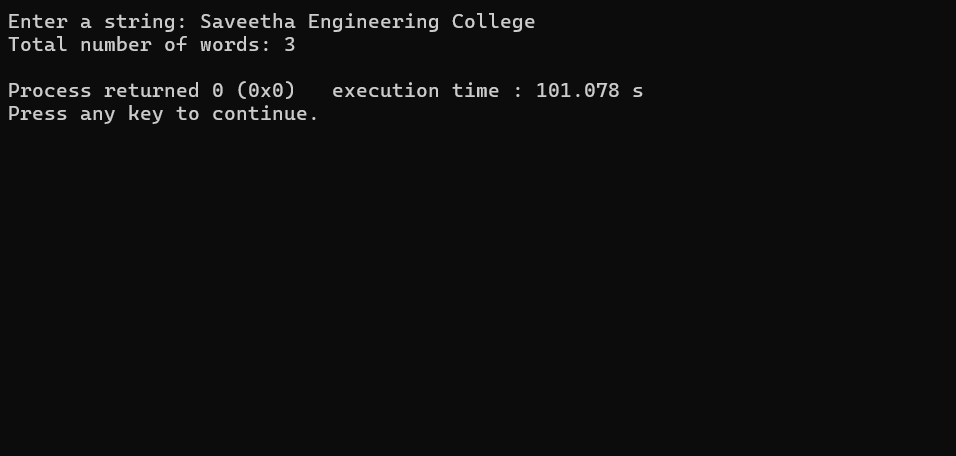 Enter a string: Saveetha Engineering College
Total number of words: 3
Process returned 0 (0x0)   execution time : 101.078 s
Press any key to continue.